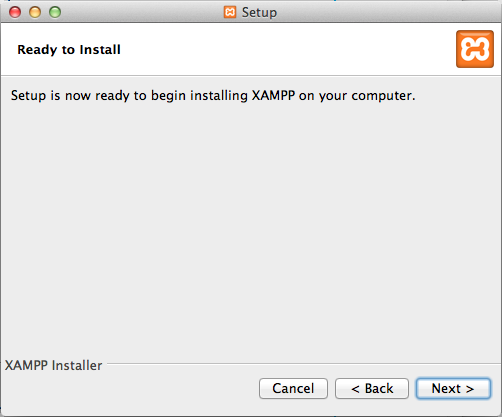 Setup
Ready to Install
Setup is now ready to begin installing XAMPP on your computer.
XAMPP Installer
Cancel
< Back
Next >